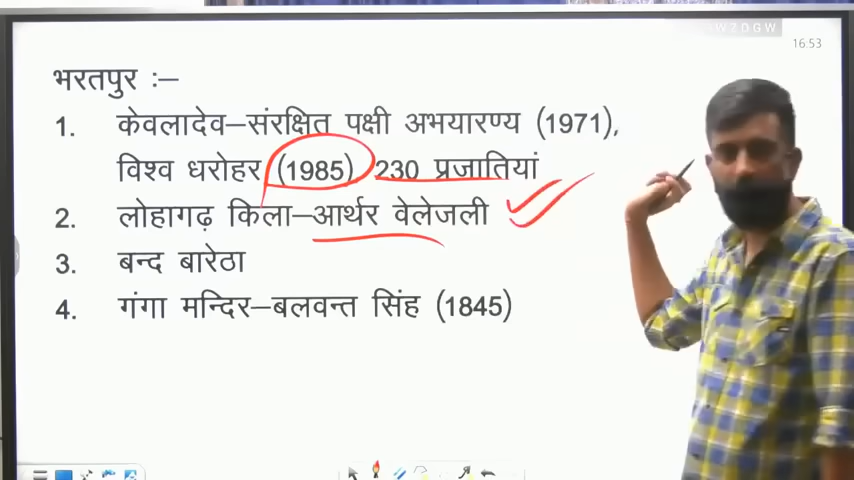 WZDGW
16:53
भरतपुर :–
1. केवलादेव–संरक्षित पक्षी अभयारण्य (1971),
विश्व धरोहर (1985) 230 प्रजातियां
2. लोहागढ़ किला–आर्थर वेलेजली
3. बन्द बारेठा
4. गंगा मन्दिर–बलवन्त सिंह (1845)